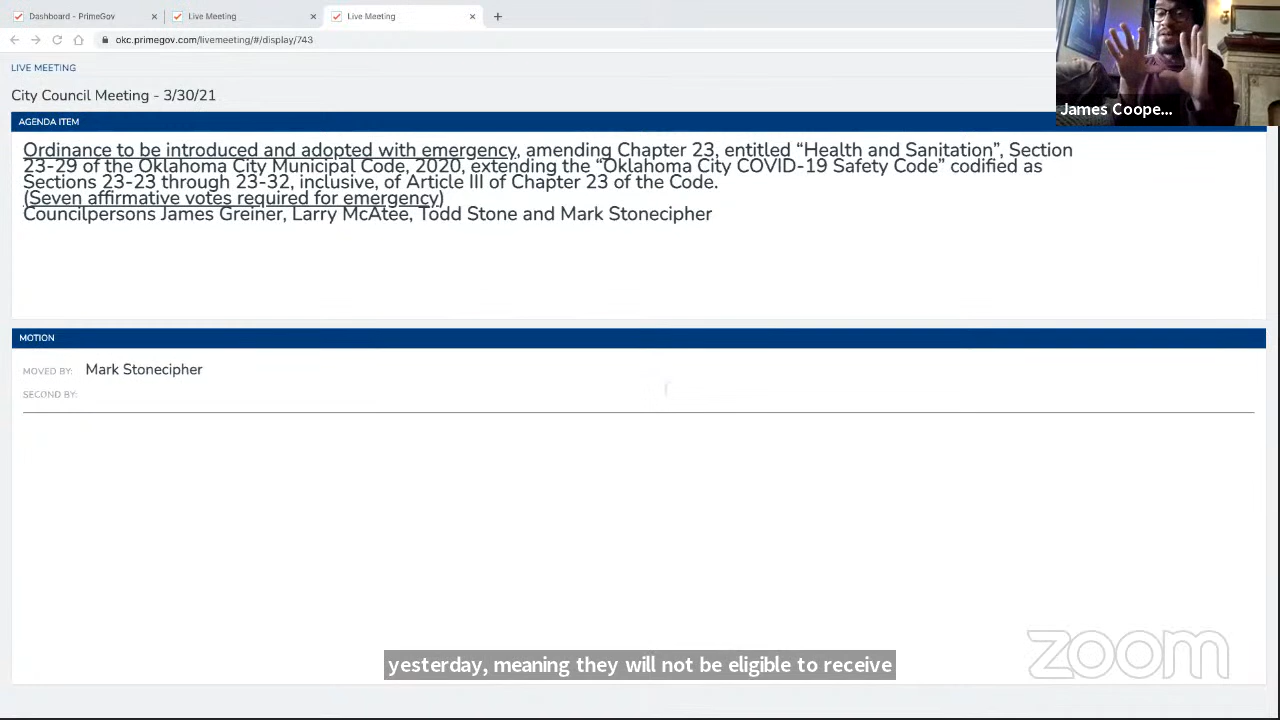 Dashboard - PrimeGov
Live Meeting
Live Meeting
okc.primegov.com/livemeeting/#/display/743
LIVE MEETING
City Council Meeting - 3/30/21
AGENDA ITEM
Ordinance to be introduced and adopted with emergency, amending Chapter 23, entitled “Health and Sanitation”, Section
23-29 of the Oklahoma City Municipal Code, 2020, extending the “Oklahoma City COVID-19 Safety Code” codified as
Sections 23-23 through 23-32, inclusive, of Article III of Chapter 23 of the Code.
(Seven affirmative votes required for emergency)
Councilpersons James Greiner, Larry McAtee, Todd Stone and Mark Stonecipher
James Coope...
MOTION
MOVED BY: Mark Stonecipher
SECOND BY:
yesterday, meaning they will not be eligible to receive
zoom